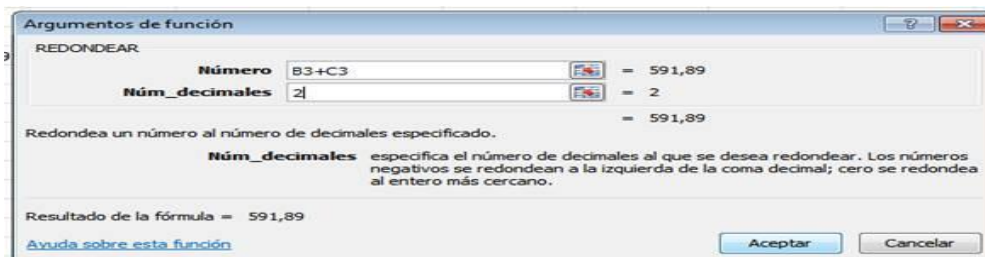 Argumentos de función
REDONDEAR
Número B3+C3 = 591,89
Núm_decimales 2 = 2
= 591,89
Redondea un número al número de decimales especificado.
Núm_decimales especifica el número de decimales al que se desea redondear. Los números
negativos se redondean a la izquierda de la coma decimal; cero se redondea
al entero más cercano.
Resultado de la fórmula = 591,89
Ayuda sobre esta función Aceptar Cancelar